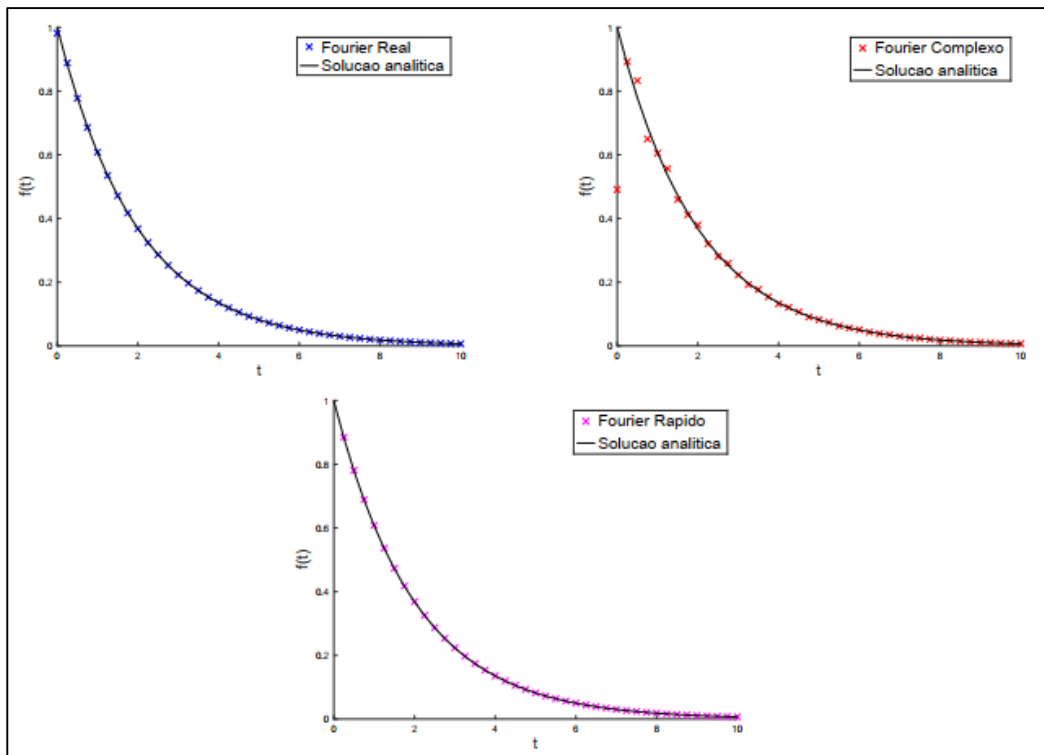 Fourier Real
Solucao analitica
f(t)
1
0.8
0.6
0.4
0.2
0
0 2 4 6 8 10
t
Fourier Complexo
Solucao analitica
f(t)
1
0.8
0.6
0.4
0.2
0
0 2 4 6 8 10
t
Fourier Rapido
Solucao analitica
f(t)
1
0.8
0.6
0.4
0.2
0
0 2 4 6 8 10
t